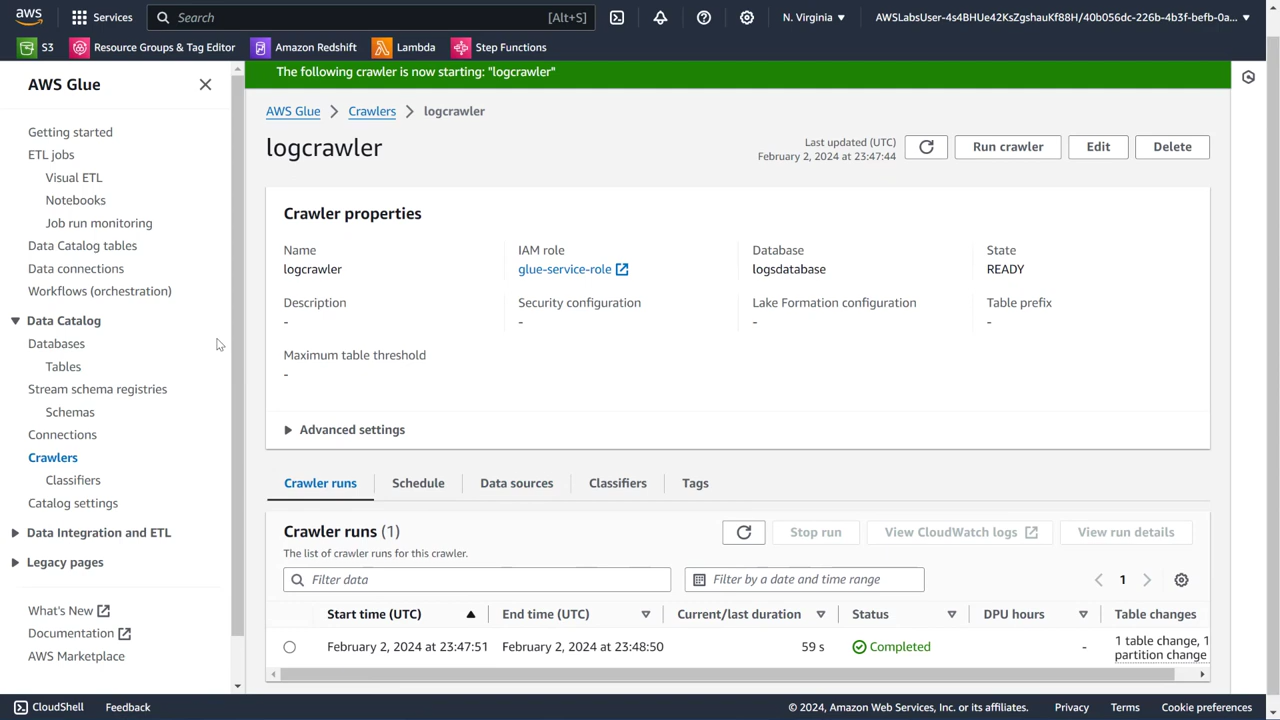 aws
Services
Search
[Alt+S]
N. Virginia
AWSLabsUser-4s4BHUe42KsZgshauKf88H/40b056dc-226b-4b3f-befb-0a...
S3
Resource Groups & Tag Editor
Amazon Redshift
Lambda
Step Functions
AWS Glue
Getting started
ETL jobs
Visual ETL
Notebooks
Job run monitoring
Data Catalog tables
Data connections
Workflows (orchestration)
Data Catalog
Databases
Tables
Stream schema registries
Schemas
Connections
Crawlers
Classifiers
Catalog settings
Data Integration and ETL
Legacy pages
What's New
Documentation
AWS Marketplace
The following crawler is now starting: "logcrawler"
AWS Glue
Crawlers
logcrawler
logcrawler
Last updated (UTC)
February 2, 2024 at 23:47:44
Run crawler
Edit
Delete
Crawler properties
Name
logcrawler
IAM role
glue-service-role
Database
logsdatabase
State
READY
Description
-
Security configuration
-
Lake Formation configuration
-
Table prefix
-
Maximum table threshold
-
Advanced settings
Crawler runs
Schedule
Data sources
Classifiers
Tags
Crawler runs (1)
The list of crawler runs for this crawler.
Stop run
View CloudWatch logs
View run details
Filter data
Filter by a date and time range
1
Start time (UTC)
End time (UTC)
Current/last duration
Status
DPU hours
Table changes
February 2, 2024 at 23:47:51
February 2, 2024 at 23:48:50
59 s
Completed
-
1 table change, 1
partition change
CloudShell
Feedback
© 2024, Amazon Web Services, Inc. or its affiliates.
Privacy
Terms
Cookie preferences